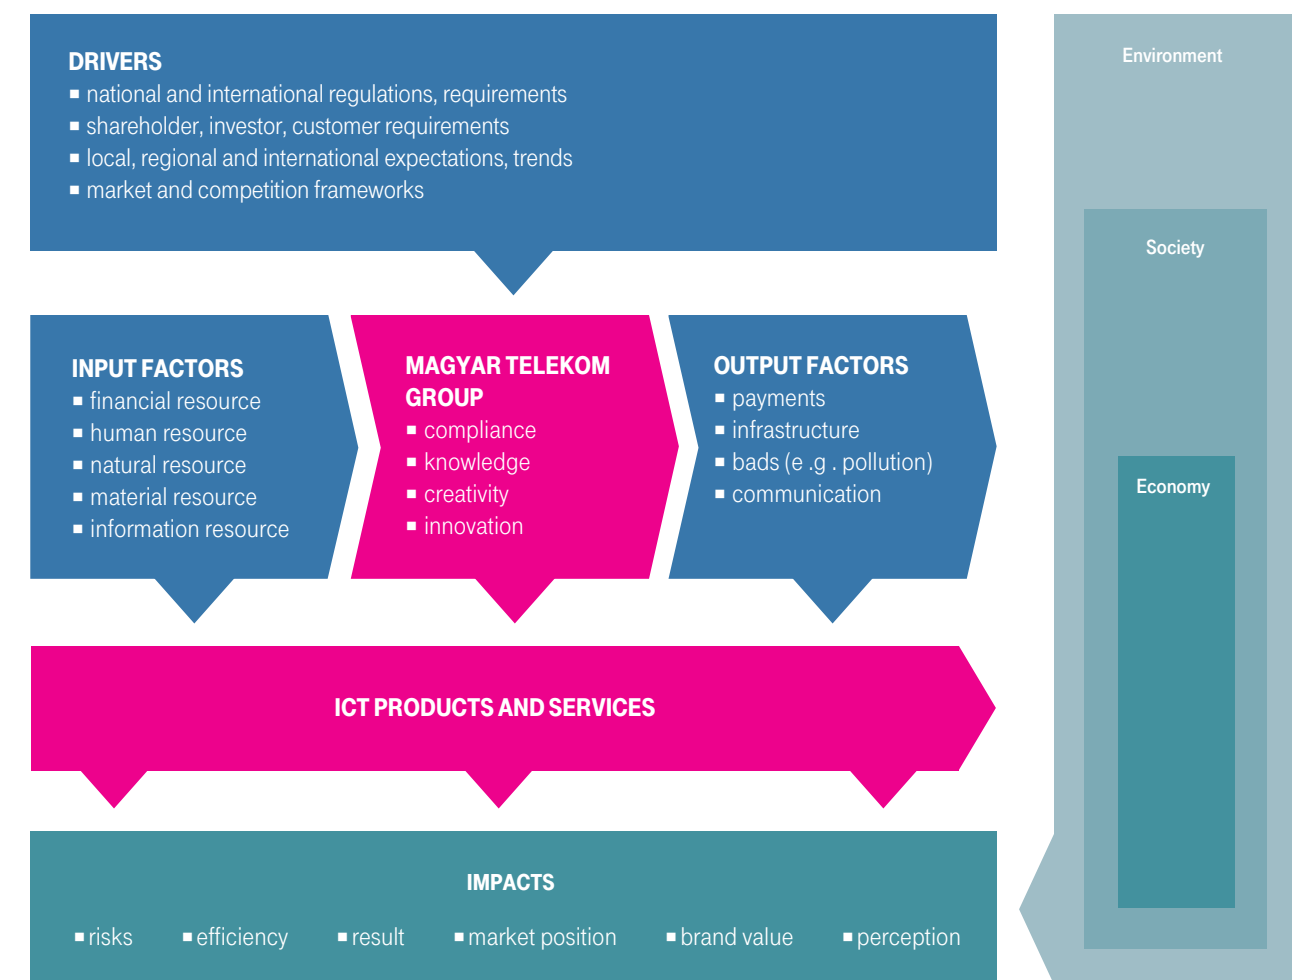 DRIVERS
▪ national and international regulations, requirements
▪ shareholder, investor, customer requirements
▪ local, regional and international expectations, trends
▪ market and competition frameworks
INPUT FACTORS
▪ financial resource
▪ human resource
▪ natural resource
▪ material resource
▪ information resource
MAGYAR TELEKOM
GROUP
▪ compliance
▪ knowledge
▪ creativity
▪ innovation
OUTPUT FACTORS
▪ payments
▪ infrastructure
▪ bads (e .g . pollution)
▪ communication
ICT PRODUCTS AND SERVICES
IMPACTS
▪ risks ▪ efficiency ▪ result ▪ market position ▪ brand value ▪ perception
Environment
Society
Economy